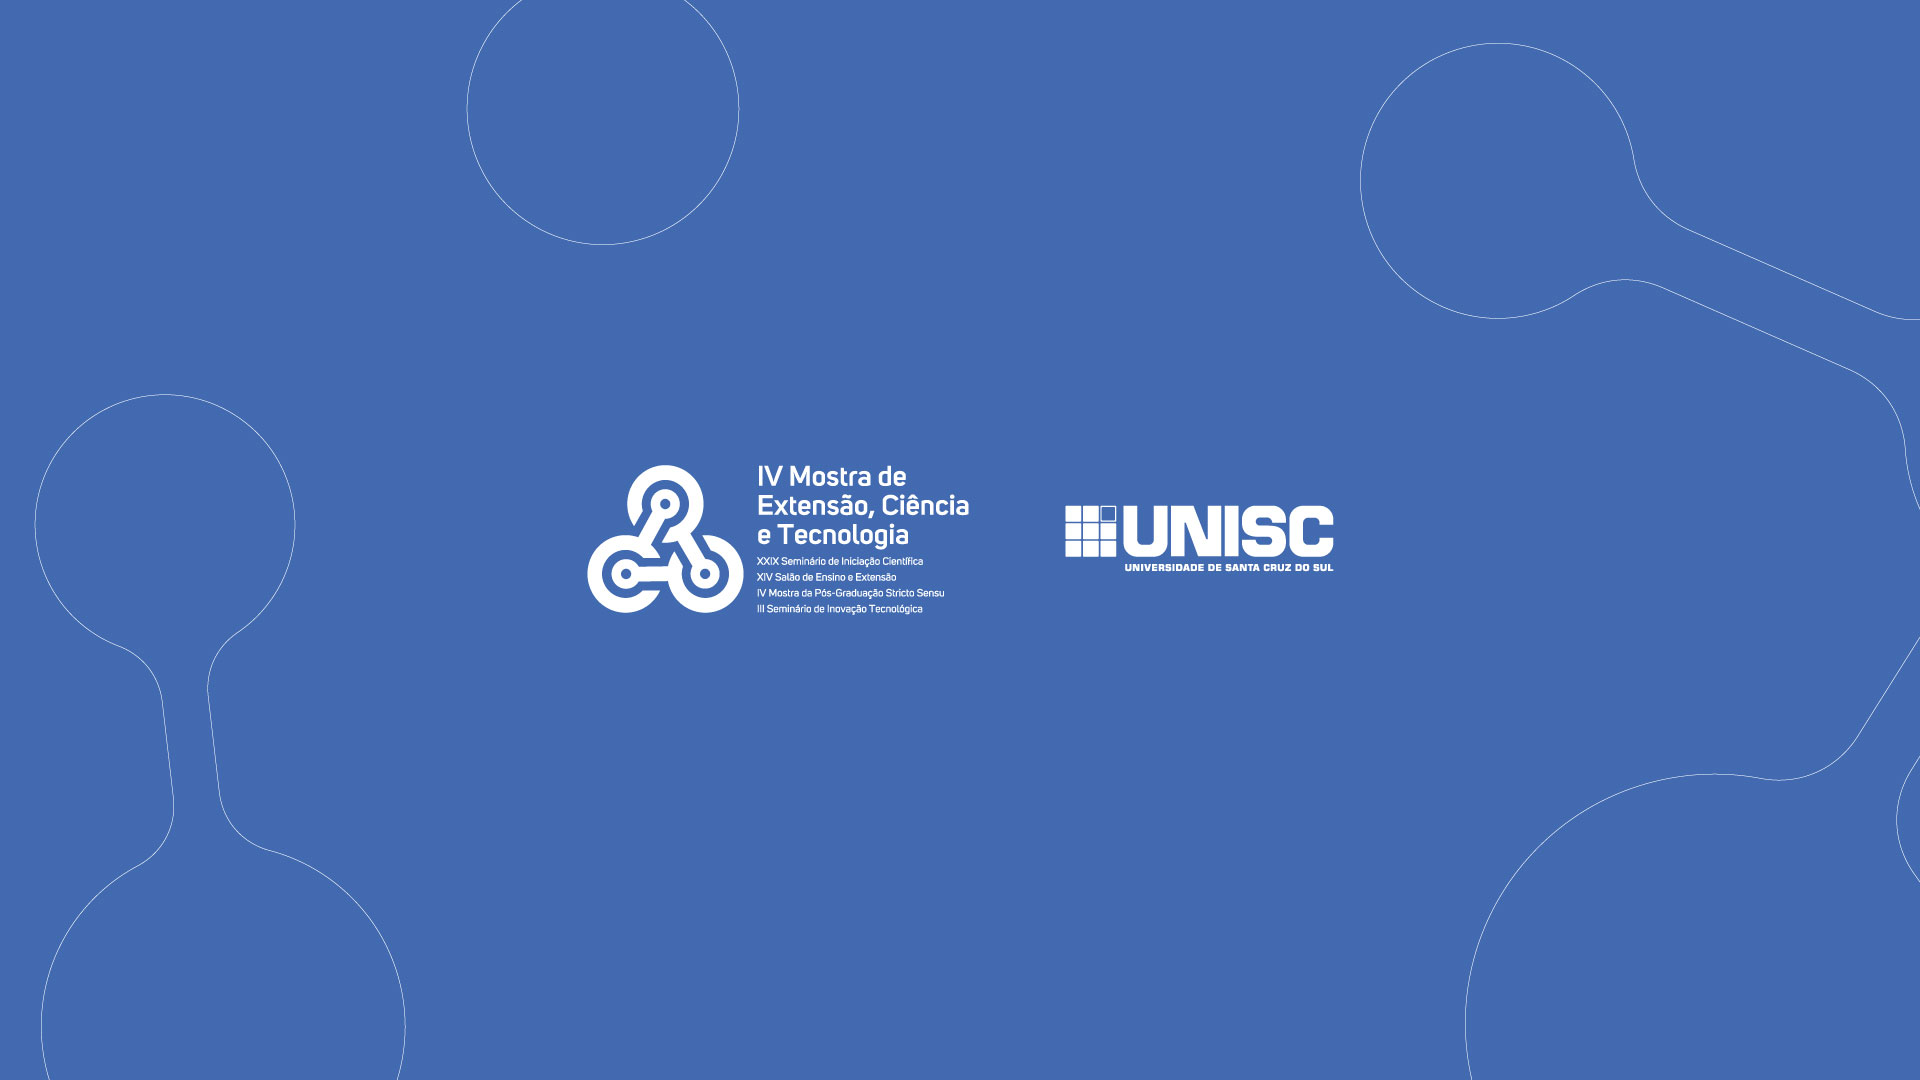 IV Mostra de
Extensão, Ciência
e Tecnologia
XXIX Seminário de Iniciação Científica
XIV Salão de Ensino e Extensão
IV Mostra da Pós-Graduação Stricto Sensu
III Seminário de Inovação Tecnológica
UNISC
UNIVERSIDADE DE SANTA CRUZ DO SUL